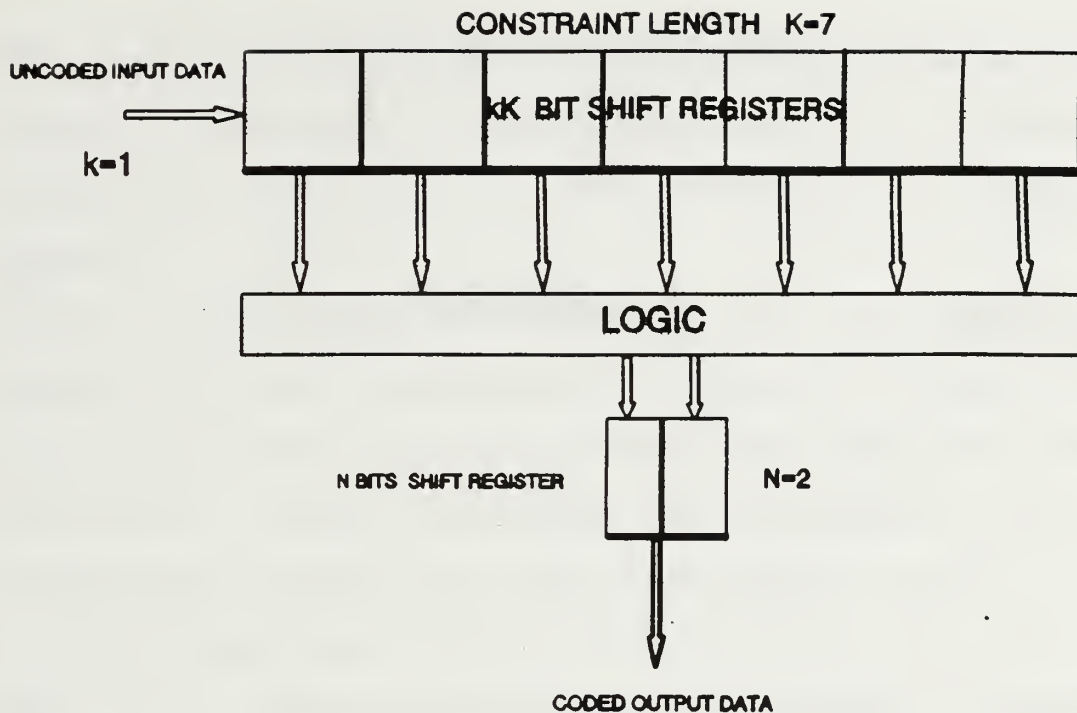 CONSTRAINT LENGTH K=7
UNCODED INPUT DATA
kK BIT SHIFT REGISTERS
k=1
LOGIC
N BITS SHIFT REGISTER
N=2
CODED OUTPUT DATA